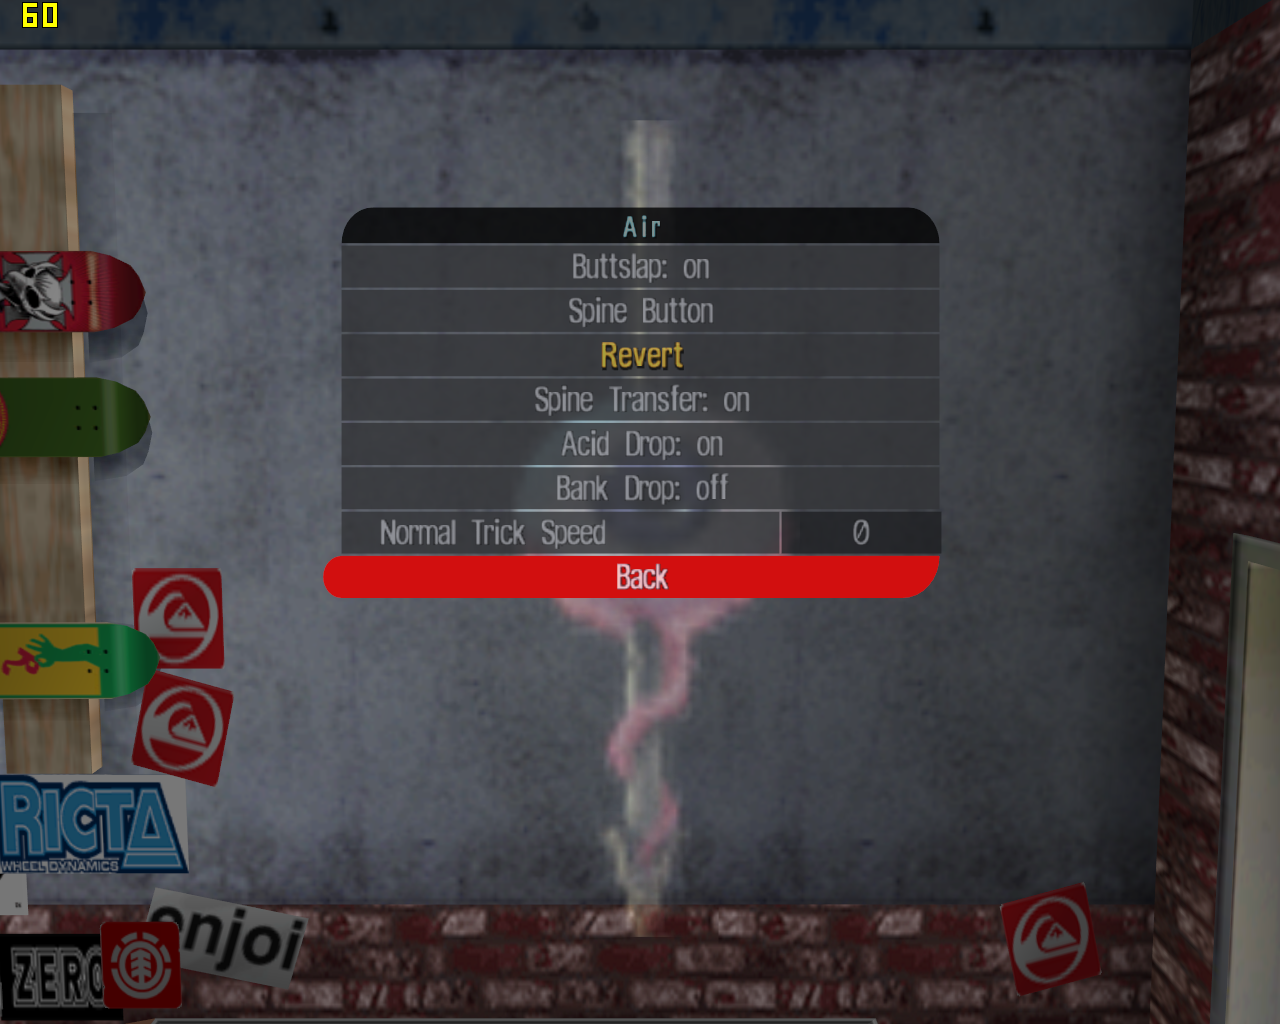 60
Air
Buttslap: on
Spine Button
Revert
Spine Transfer: on
Acid Drop: on
Bank Drop: off
Normal Trick Speed 0
Back
RICTA
WHEEL DYNAMICS
enjoi
ZERO